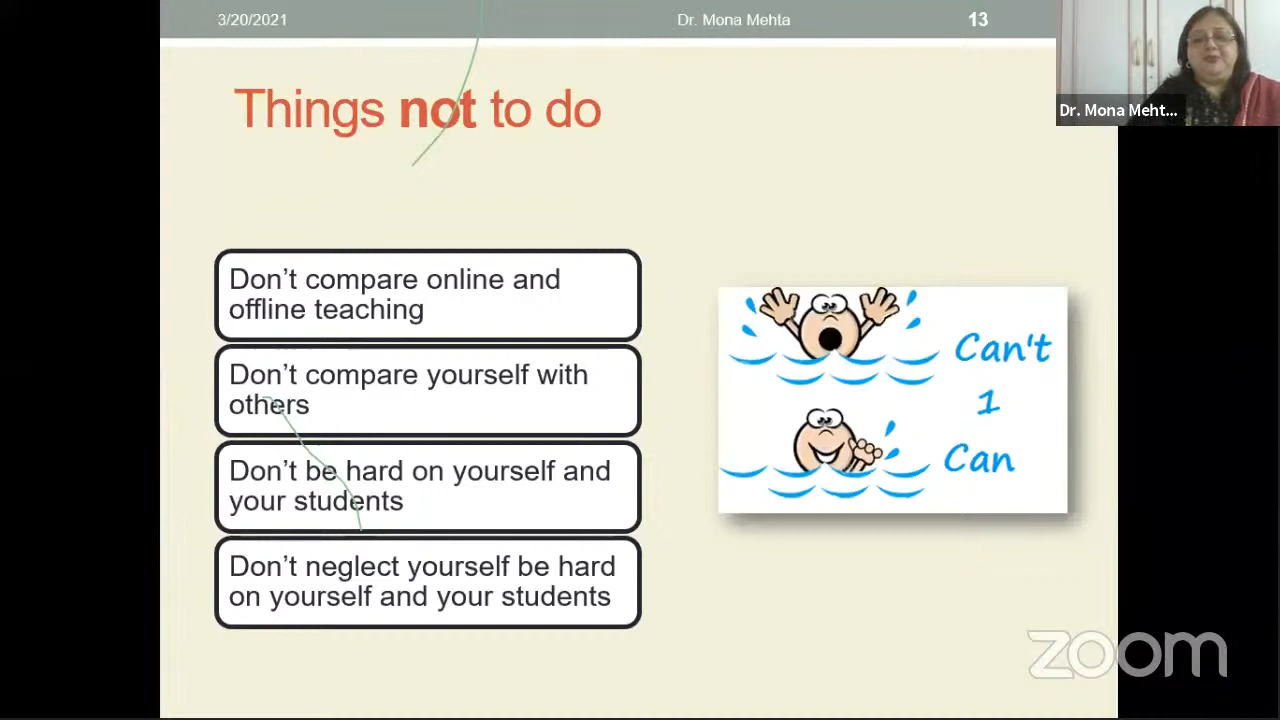 3/20/2021
Dr. Mona Mehta
13
Things not to do
Dr. Mona Meht...
Don’t compare online and
offline teaching
Don’t compare yourself with
others
Don’t be hard on yourself and
your students
Don’t neglect yourself be hard
on yourself and your students
Can't
1
Can
zoom